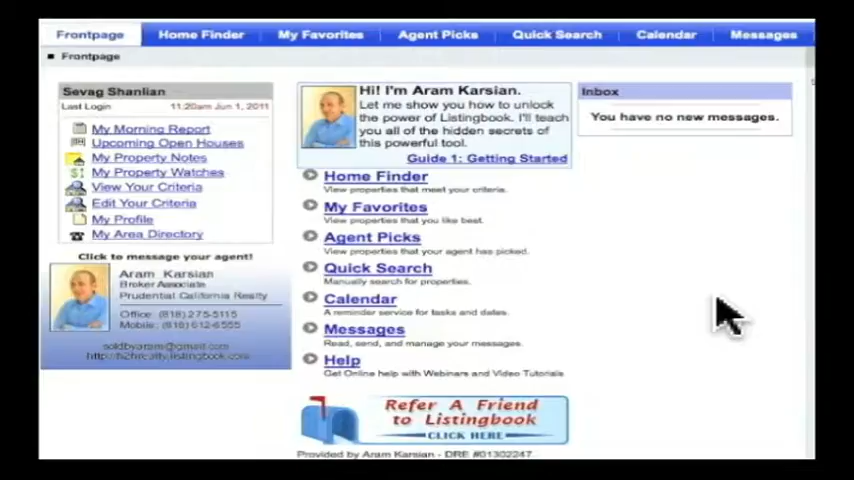 Frontpage Home Finder My Favorites Agent Picks Quick Search Calendar Messages
Frontpage
Sevag Shanlian
Last Login 11:20am Jun 1, 2011
My Morning Report
Upcoming Open Houses
My Property Notes
My Property Watches
View Your Criteria
Edit Your Criteria
My Profile
My Area Directory
Click to message your agent!
Aram Karsian
Broker Associate
Prudential California Realty
Office: (818) 275-5115
Mobile: (818) 612-6555
soldbyaram@gmail.com
Hi! I'm Aram Karsian.
Let me show you how to unlock
the power of Listingbook. I'll teach
you all of the hidden secrets of
this powerful tool.
Guide 1: Getting Started
Home Finder
View properties that meet your criteria.
My Favorites
View properties that you like best.
Agent Picks
View properties that your agent has picked.
Quick Search
Manually search for properties.
Calendar
A reminder service for tasks and dates.
Messages
Read, send, and manage your messages.
Help
Get Online help with Webinars and Video Tutorials
Refer A Friend
to Listingbook
CLICK HERE
Provided by Aram Karsian - DRE #01302247
Inbox
You have no new messages.